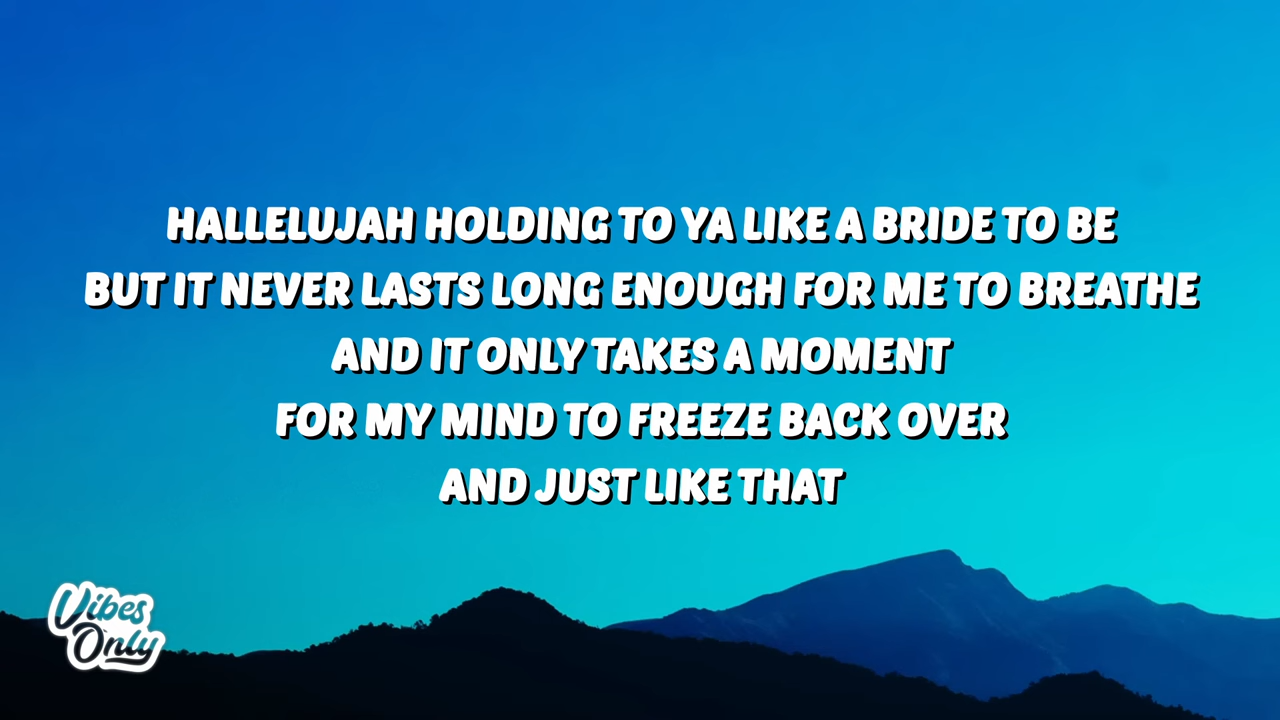 HALLELUJAH HOLDING TO YA LIKE A BRIDE TO BE
BUT IT NEVER LASTS LONG ENOUGH FOR ME TO BREATHE
AND IT ONLY TAKES A MOMENT
FOR MY MIND TO FREEZE BACK OVER
AND JUST LIKE THAT
Vibes
Only